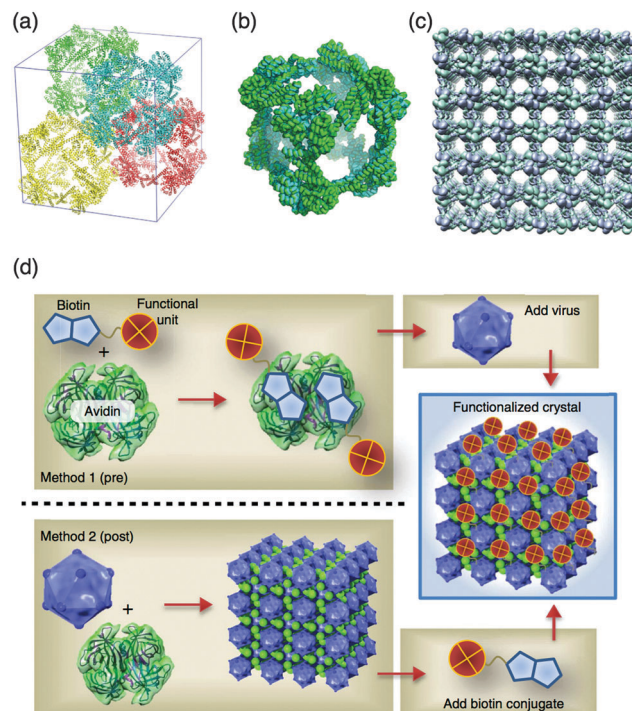 (a)
(b)
(c)
(d)
Biotin
Functional
unit
+
Avidin
Method 1 (pre)
Add virus
Functionalized crystal
Method 2 (post)
+
Add biotin conjugate